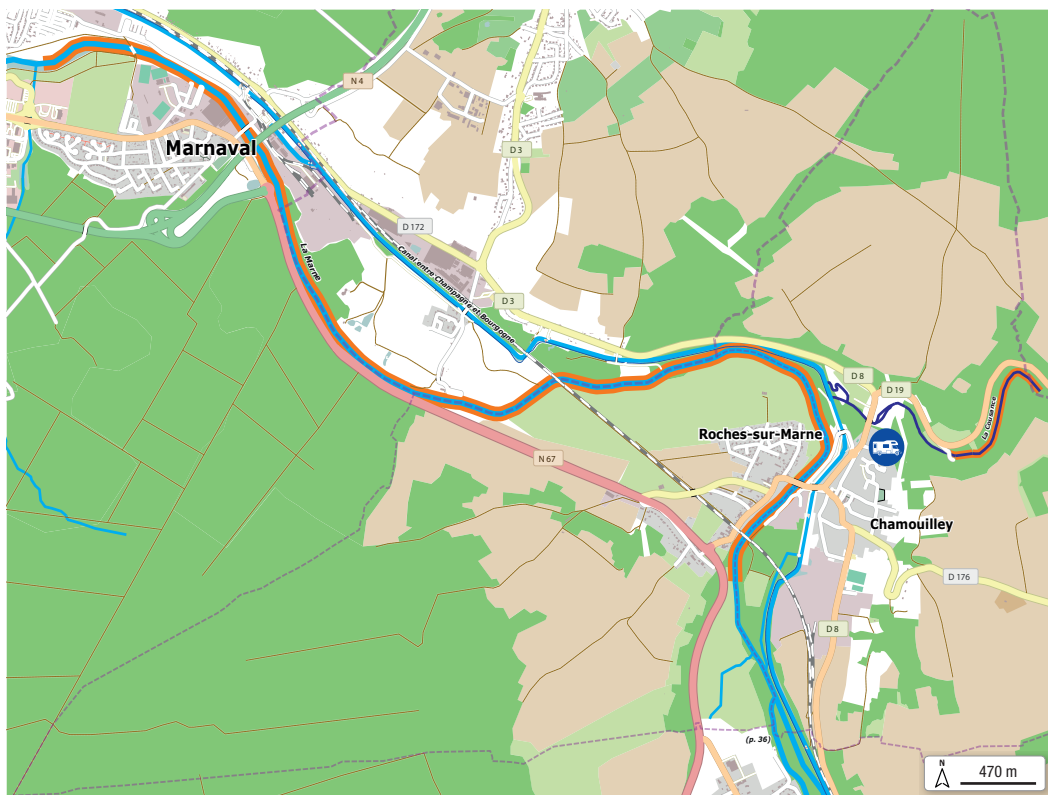 N 4
Marnaval
D 3
D 172
La Marne
Canal entre Champagne et Bourgogne
D 3
D 8
D 19
La Cousance
Roches-sur-Marne
N 67
Chamouilley
D 176
D 8
(p. 36)
N
470 m